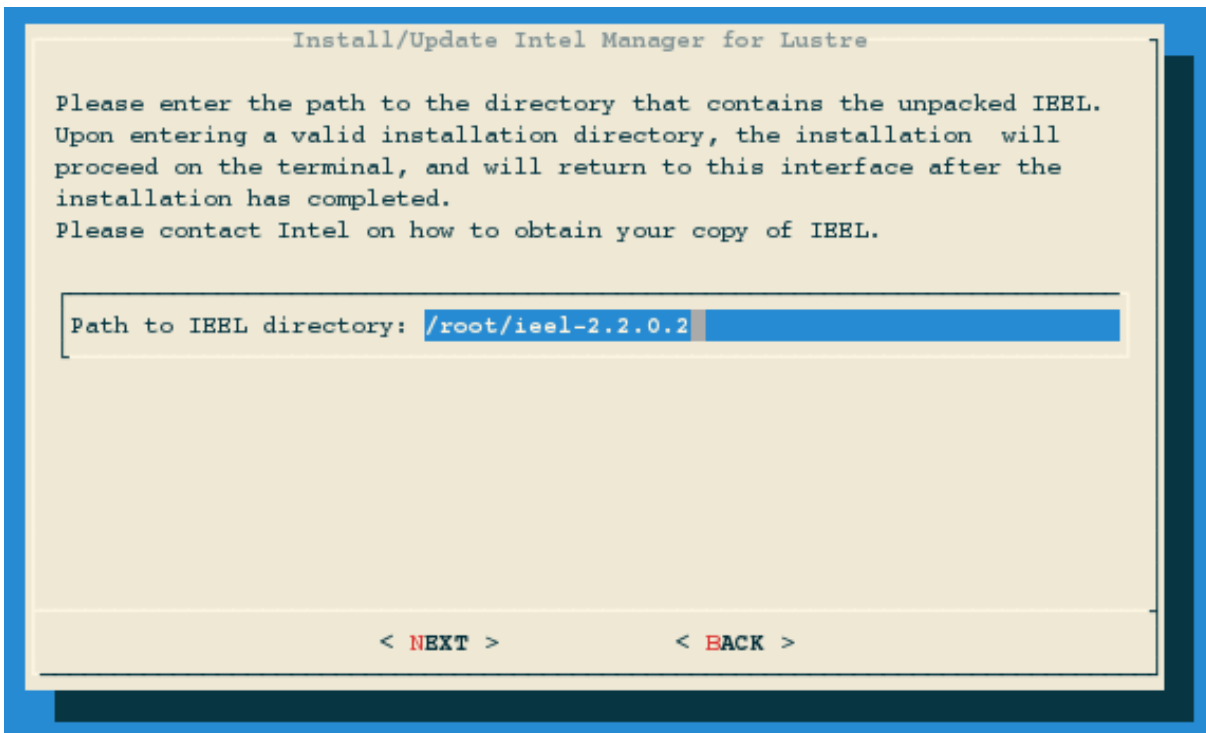 Install/Update Intel Manager for Lustre
Please enter the path to the directory that contains the unpacked IEEL.
Upon entering a valid installation directory, the installation  will
proceed on the terminal, and will return to this interface after the
installation has completed.
Please contact Intel on how to obtain your copy of IEEL.
Path to IEEL directory: /root/ieel-2.2.0.2
< NEXT > < BACK >